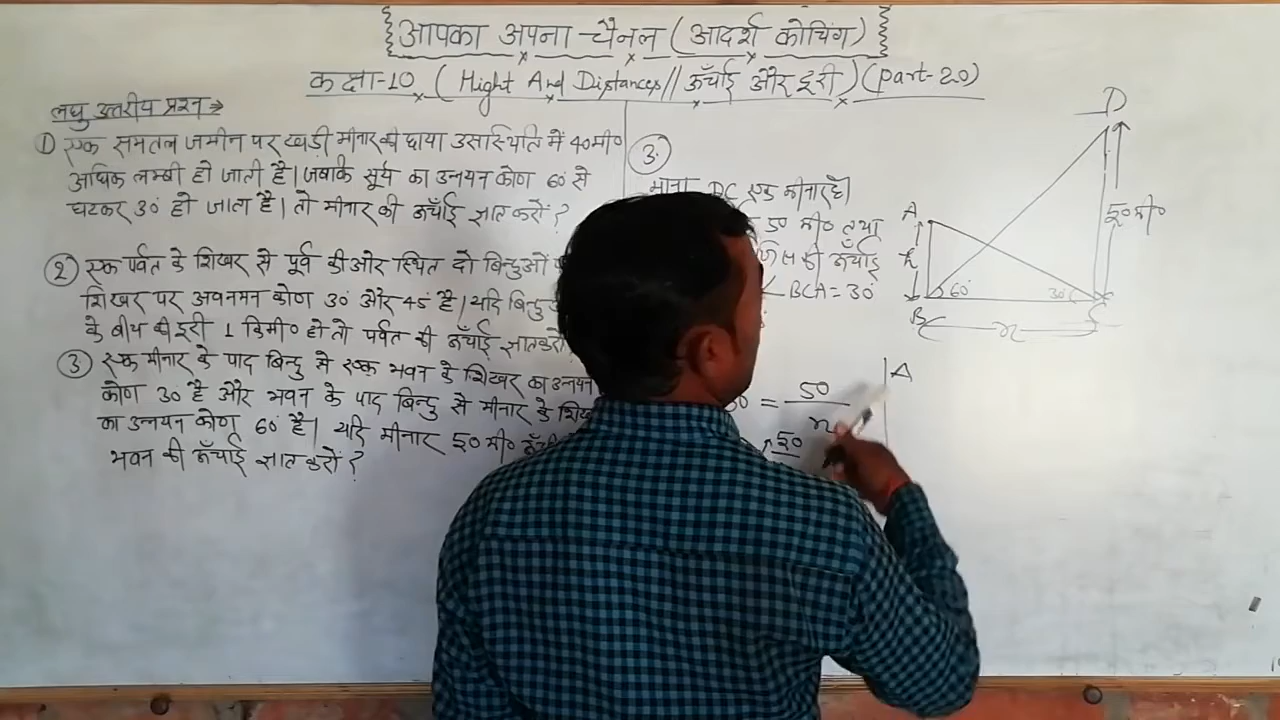 आपका अपना चैनल (आदर्श कोचिंग)
कक्षा-10 (Hight And Distances // ऊँचाई और दूरी) (Part-20)
लघु उत्तरीय प्रश्न →
① एक समतल जमीन पर खड़ी मीनार की छाया उस स्थिति में 40 मी०
अधिक लम्बी हो जाती है। जबकि सूर्य का उन्नयन कोण 60° से
घटकर 30° हो जाता है। तो मीनार की ऊँचाई ज्ञात करों?
② एक पर्वत के शिखर से पूर्व की ओर स्थित दो बिन्दुओं
शिखर पर अवनमन कोण 30° और 45° है। यदि बिन्दु
के बीच की दूरी 1 किमी० हो तो पर्वत की ऊँचाई ज्ञात करो?
③ एक मीनार के पाद बिन्दु से एक भवन के शिखर का उन्नयन
कोण 30° है और भवन के पाद बिन्दु से मीनार के
का उन्नयन कोण 60° है। यदि मीनार 50 मी०
भवन की ऊँचाई ज्ञात करों?
③.
माना DC एक मीनार है।
50 मी० तथा
की ऊँचाई
∠BCA = 30°
= 50
x
50
A
D
A
h
50 मी०
60°
30°
B
C
x